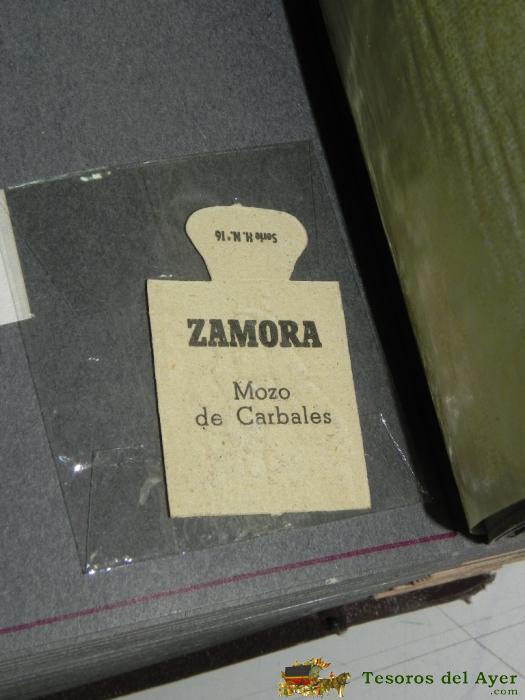 Serie H. N.º 16
ZAMORA
Mozo
de Carbales
Tesoros del Ayer
.com